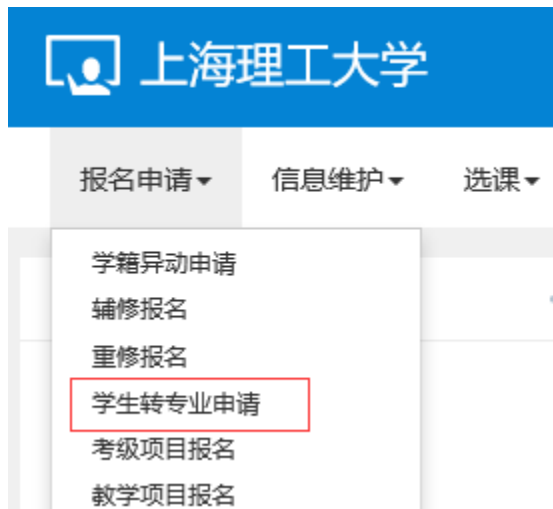 上海理工大学
报名申请 信息维护 选课
学籍异动申请
辅修报名
重修报名
学生转专业申请
考级项目报名
教学项目报名